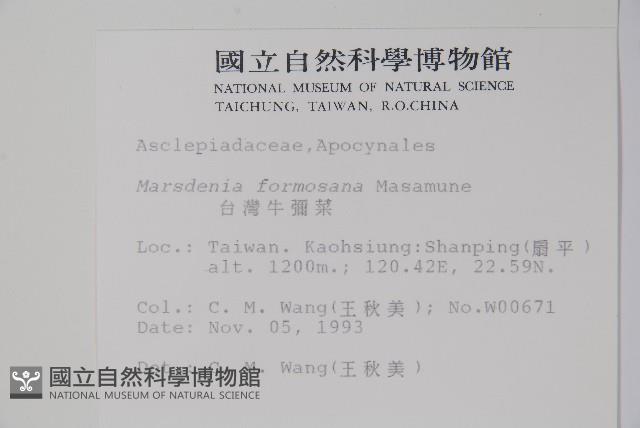 國立自然科學博物館
NATIONAL MUSEUM OF NATURAL SCIENCE
TAICHUNG, TAIWAN, R.O.CHINA
Asclepiadaceae,Apocynales
Marsdenia formosana Masamune
台灣牛彌菜
Loc.: Taiwan. Kaohsiung:Shanping(扇平)
alt. 1200m.; 120.42E, 22.59N.
Col.: C. M. Wang(王秋美); No.W00671
Date: Nov. 05, 1993
Det.: C. M. Wang(王秋美)
國立自然科學博物館
NATIONAL MUSEUM OF NATURAL SCIENCE